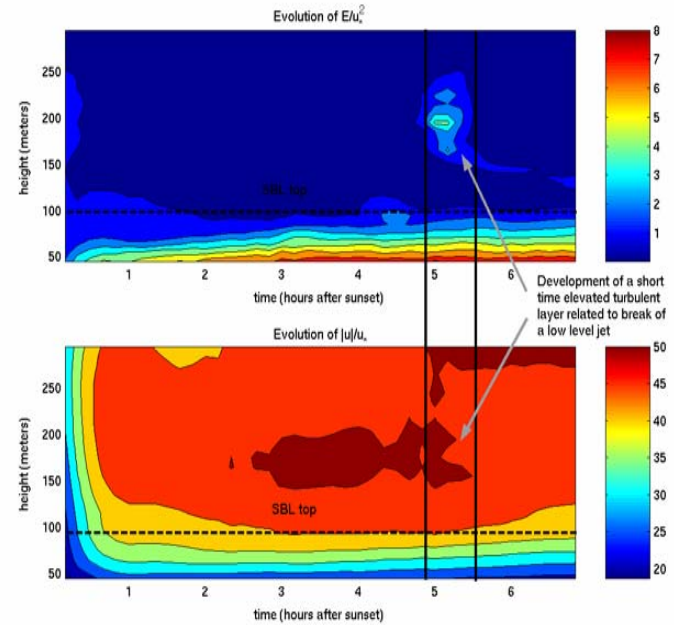 Evolution of E/u*²
height (meters)
250
200
150
100
50
SBL top
1 2 3 4 5 6
time (hours after sunset)
8
7
6
5
4
3
2
1
Development of a short
time elevated turbulent
layer related to break of
a low level jet
Evolution of |u|/u*
height (meters)
250
200
150
100
50
SBL top
1 2 3 4 5 6
time (hours after sunset)
50
45
40
35
30
25
20